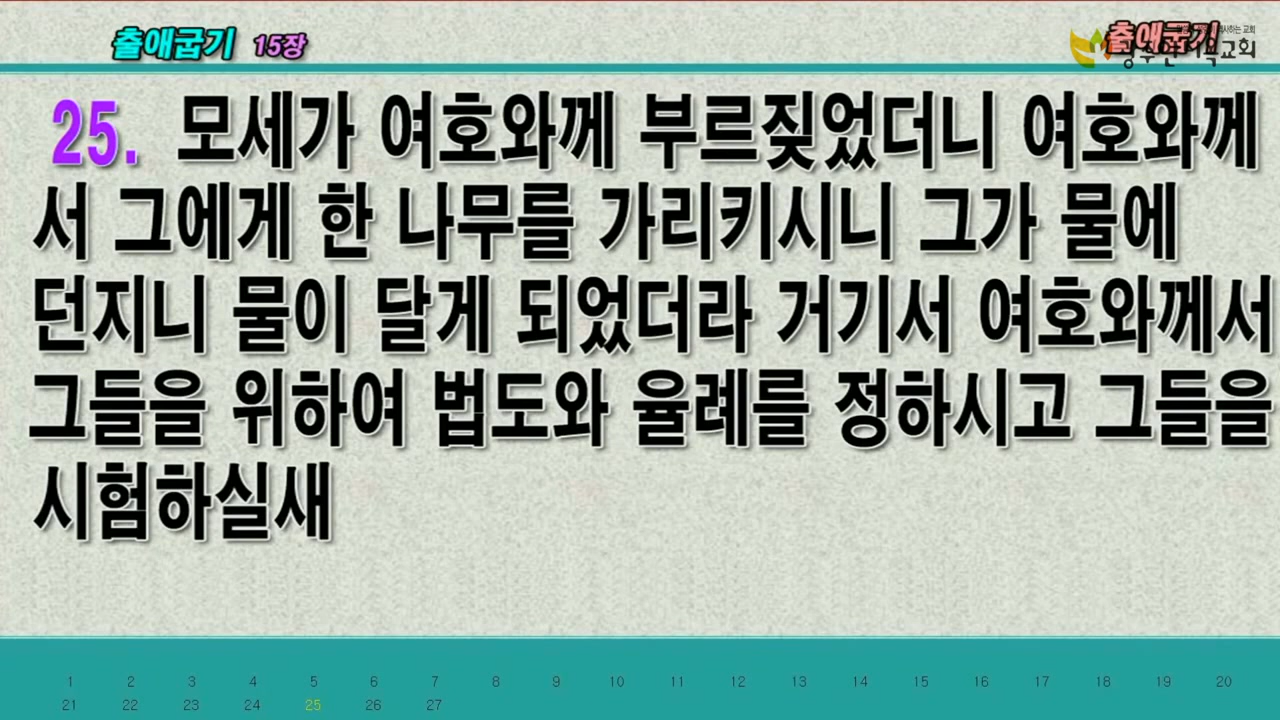 출애굽기 15장
출애굽기
25. 모세가 여호와께 부르짖었더니 여호와께
서 그에게 한 나무를 가리키시니 그가 물에
던지니 물이 달게 되었더라 거기서 여호와께서
그들을 위하여 법도와 율례를 정하시고 그들을
시험하실새
1 2 3 4 5 6 7 8 9 10 11 12 13 14 15 16 17 18 19 20
21 22 23 24 25 26 27